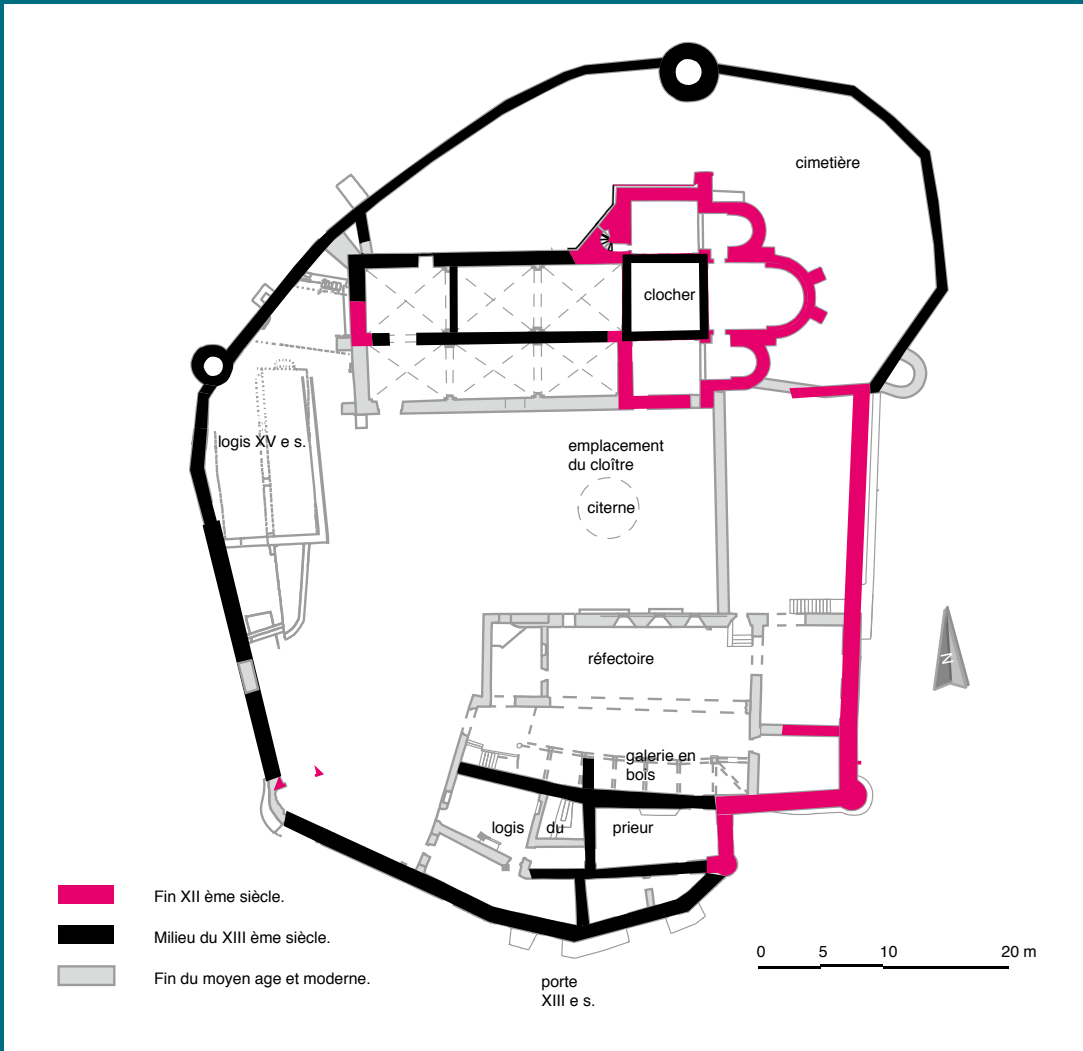 cimetière
clocher
logis XV e s.
emplacement
du cloître
citerne
réfectoire
N
galerie en
bois
logis du prieur
Fin XII ème siècle.
Milieu du XIII ème siècle.
Fin du moyen age et moderne.
0 5 10 20 m
porte
XIII e s.